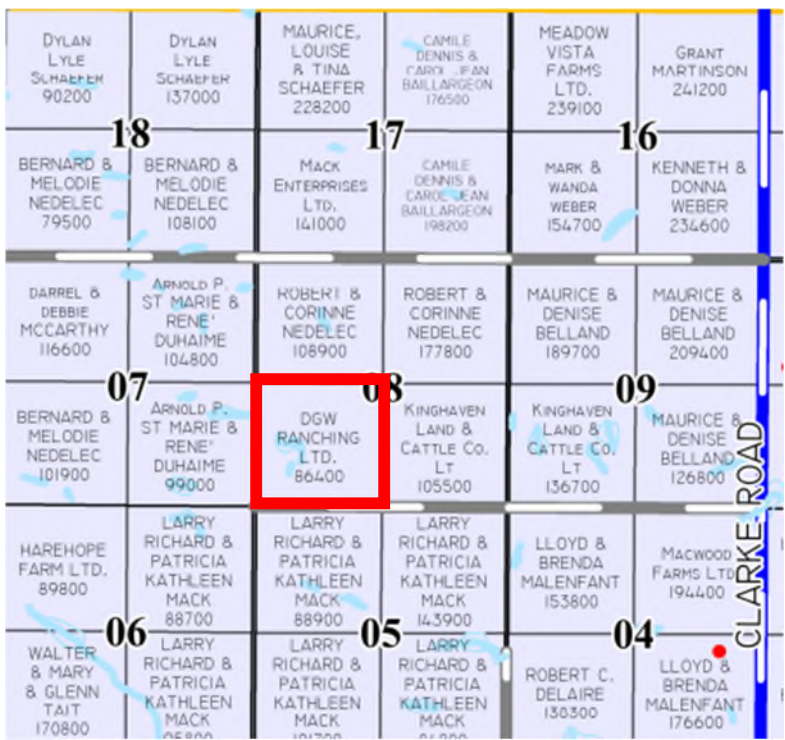 DYLAN
LYLE
SCHAEFER
90200
DYLAN
LYLE
SCHAEFER
137000
MAURICE,
LOUISE
& TINA
SCHAEFER
228200
CAMILE
DENNIS &
CAROL JEAN
BAILLARGEON
176500
MEADOW
VISTA
FARMS
LTD.
239100
GRANT
MARTINSON
241200
18
17
16
BERNARD &
MELODIE
NEDELEC
79500
BERNARD &
MELODIE
NEDELEC
108100
MACK
ENTERPRISES
LTD.
141000
CAMILE
DENNIS &
CAROL JEAN
BAILLARGEON
198200
MARK &
WANDA
WEBER
154700
KENNETH &
DONNA
WEBER
234600
DARREL &
DEBBIE
MCCARTHY
116600
ARNOLD P.
ST MARIE &
RENE'
DUHAIME
104800
ROBERT &
CORINNE
NEDELEC
108900
ROBERT &
CORINNE
NEDELEC
177800
MAURICE &
DENISE
BELLAND
189700
MAURICE &
DENISE
BELLAND
209400
07
08
09
BERNARD &
MELODIE
NEDELEC
101900
ARNOLD P.
ST MARIE &
RENE'
DUHAIME
99000
DGW
RANCHING
LTD.
86400
KINGHAVEN
LAND &
CATTLE CO.
LT
105500
KINGHAVEN
LAND &
CATTLE CO.
LT
136700
MAURICE &
DENISE
BELLAND
126800
CLARKE ROAD
HAREHOPE
FARM LTD.
89800
LARRY
RICHARD &
PATRICIA
KATHLEEN
MACK
88700
LARRY
RICHARD &
PATRICIA
KATHLEEN
MACK
88900
LARRY
RICHARD &
PATRICIA
KATHLEEN
MACK
143900
LLOYD &
BRENDA
MALENFANT
153800
MACWOOD
FARMS LTD
194400
06
05
04
WALTER
& MARY
& GLENN
TAIT
170800
LARRY
RICHARD &
PATRICIA
KATHLEEN
MACK
LARRY
RICHARD &
PATRICIA
KATHLEEN
MACK
LARRY
RICHARD &
PATRICIA
KATHLEEN
MACK
ROBERT C.
DELAIRE
130300
LLOYD &
BRENDA
MALENFANT
176600